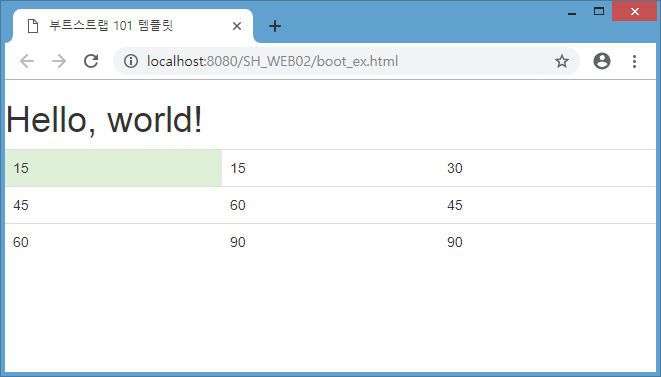 부트스트랩 101 템플릿
localhost:8080/SH_WEB02/boot_ex.html
Hello, world!
15 15 30
45 60 45
60 90 90